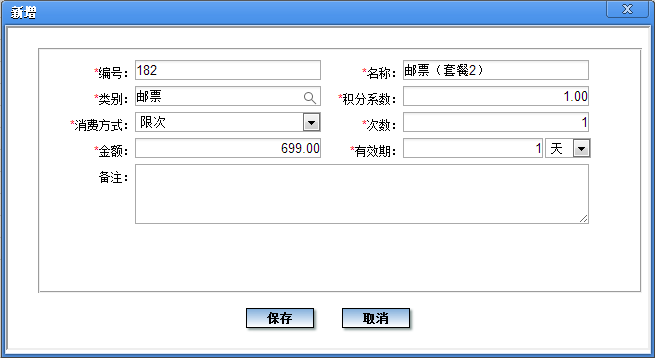 新增
*编号：182 *名称：邮票（套餐2）
*类别：邮票 *积分系数：1.00
*消费方式：限次 *次数：1
*金额：699.00 *有效期：1 天
备注：
保存 取消